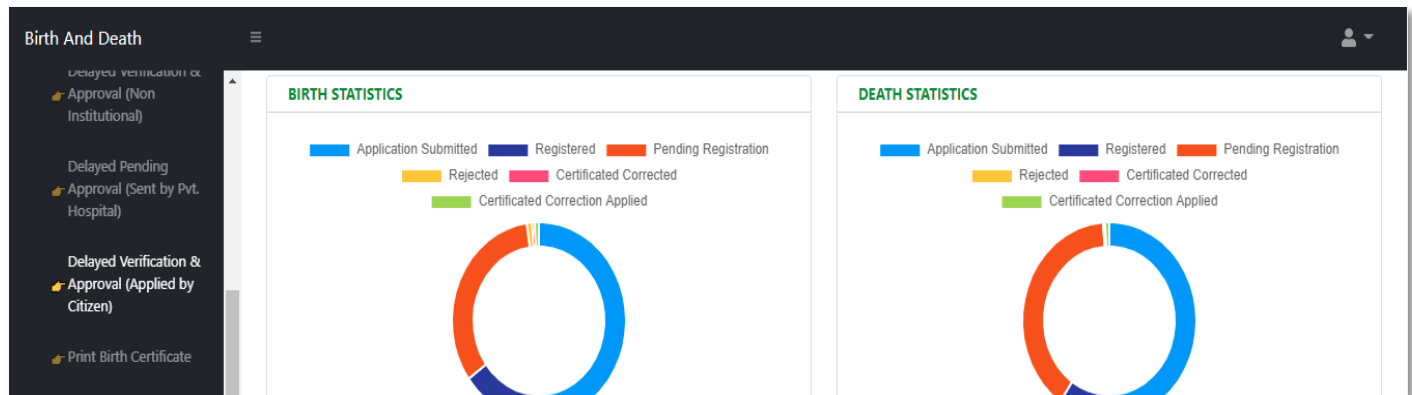 Birth And Death
Delayed Verification &
Approval (Non
Institutional)
Delayed Pending
Approval (Sent by Pvt.
Hospital)
Delayed Verification &
Approval (Applied by
Citizen)
Print Birth Certificate
BIRTH STATISTICS
Application Submitted Registered Pending Registration
Rejected Certificated Corrected
Certificated Correction Applied
DEATH STATISTICS
Application Submitted Registered Pending Registration
Rejected Certificated Corrected
Certificated Correction Applied